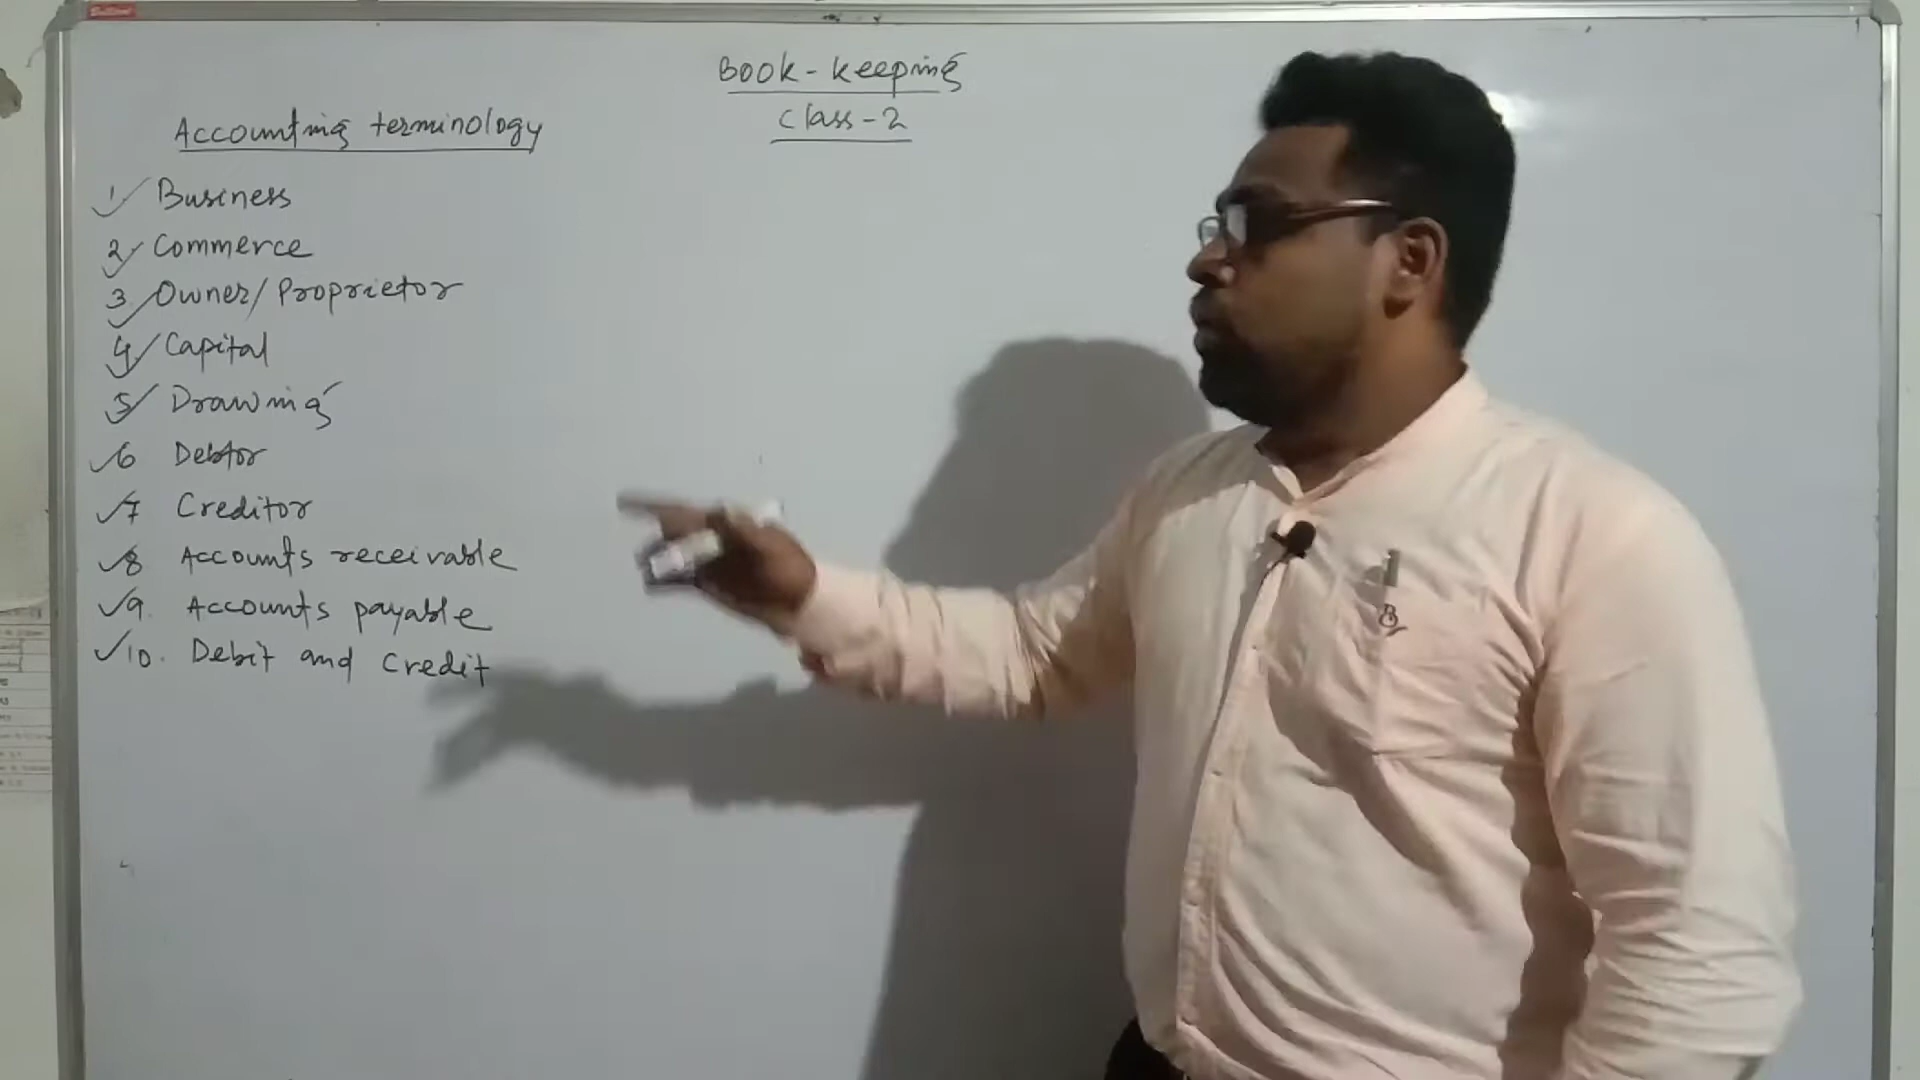 Book-keeping
Class-2
Accounting terminology
1 Business
2 Commerce
3 Owner/Proprietor
4 Capital
5 Drawing
6 Debtor
7 Creditor
8 Accounts receivable
9. Accounts payable
10. Debit and Credit